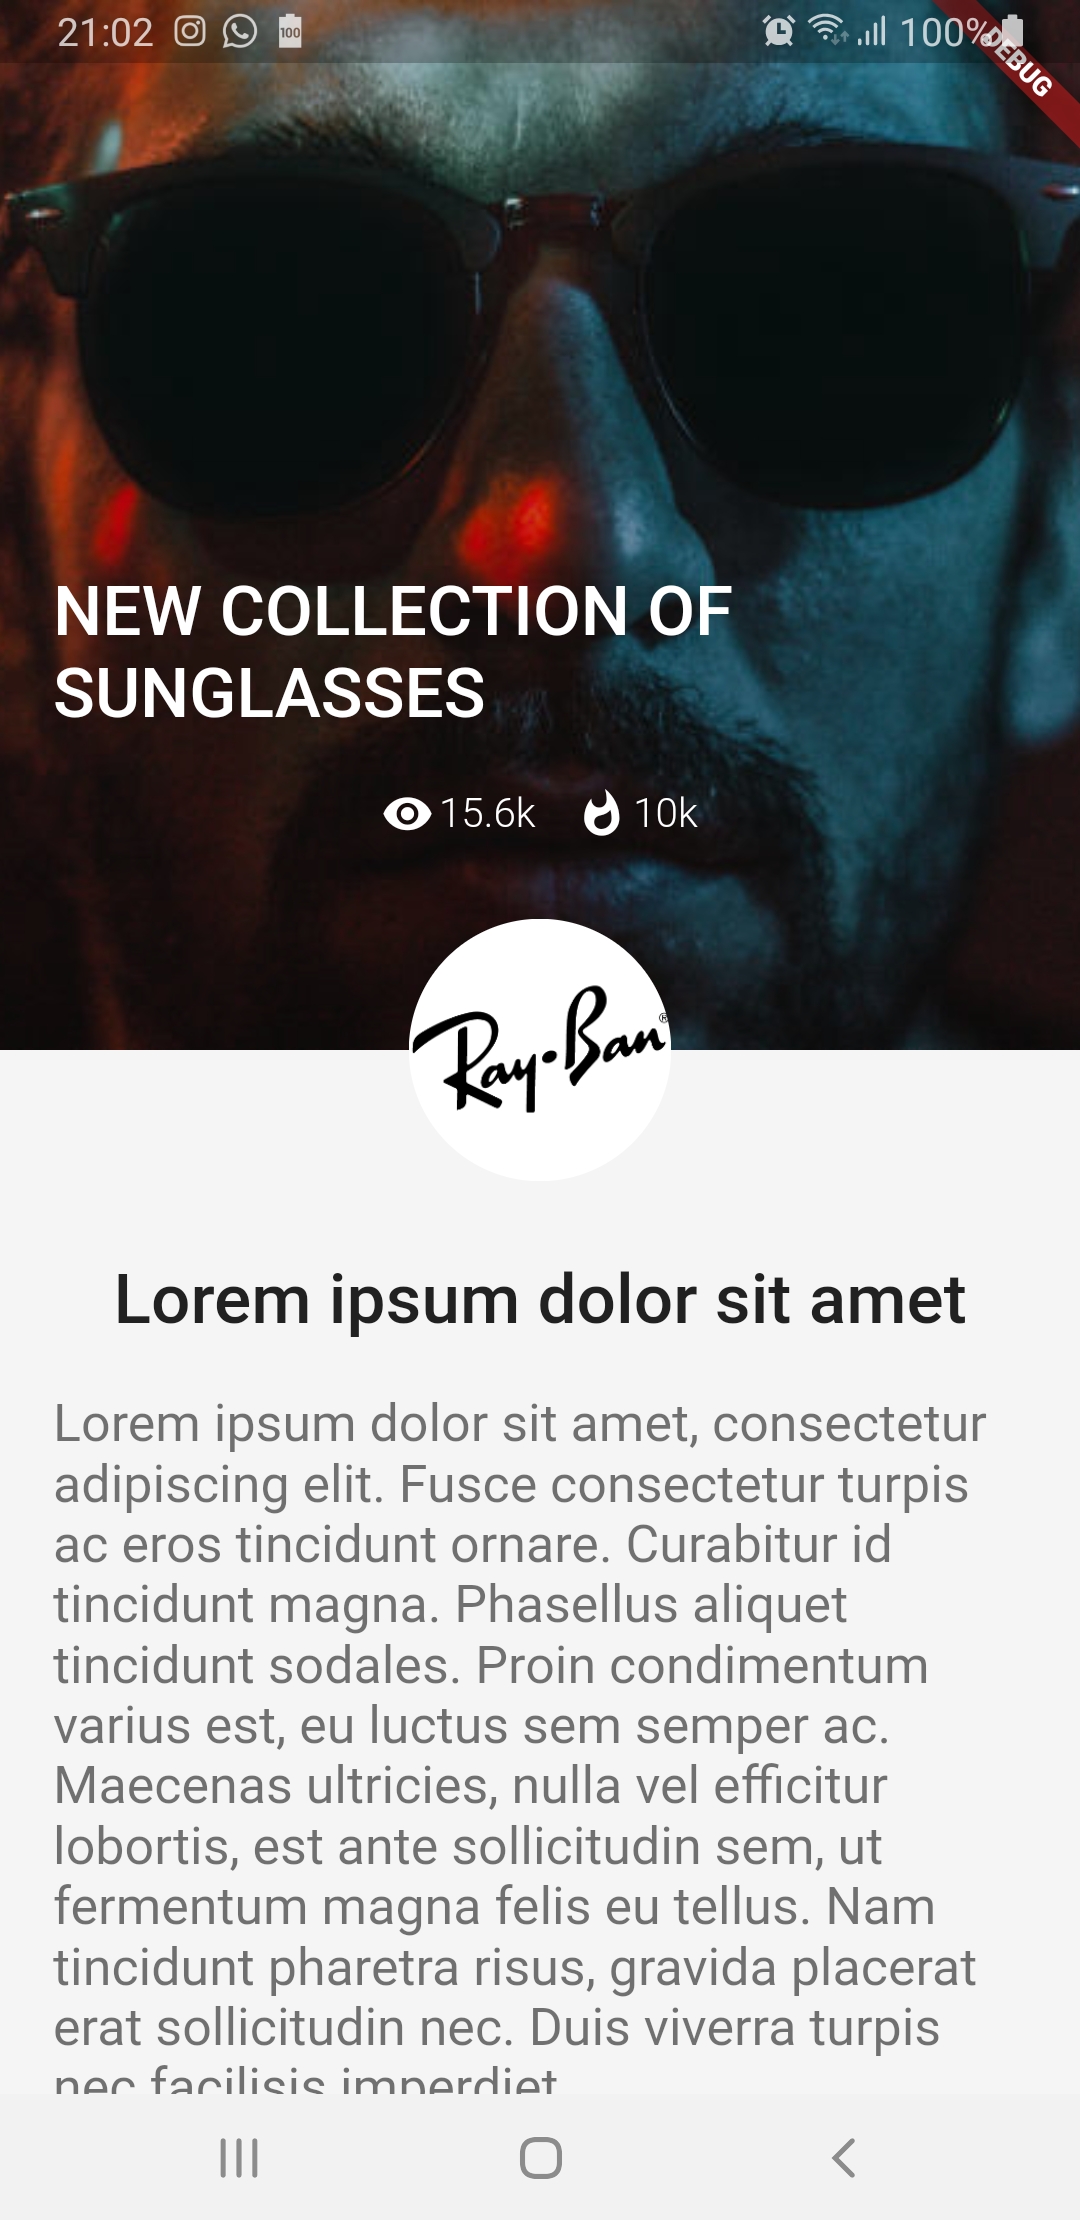 21:02 100 100%
DEBUG
NEW COLLECTION OF
SUNGLASSES
15.6k 10k
Ray-Ban®
Lorem ipsum dolor sit amet
Lorem ipsum dolor sit amet, consectetur
adipiscing elit. Fusce consectetur turpis
ac eros tincidunt ornare. Curabitur id
tincidunt magna. Phasellus aliquet
tincidunt sodales. Proin condimentum
varius est, eu luctus sem semper ac.
Maecenas ultricies, nulla vel efficitur
lobortis, est ante sollicitudin sem, ut
fermentum magna felis eu tellus. Nam
tincidunt pharetra risus, gravida placerat
erat sollicitudin nec. Duis viverra turpis
nec facilisis imperdiet